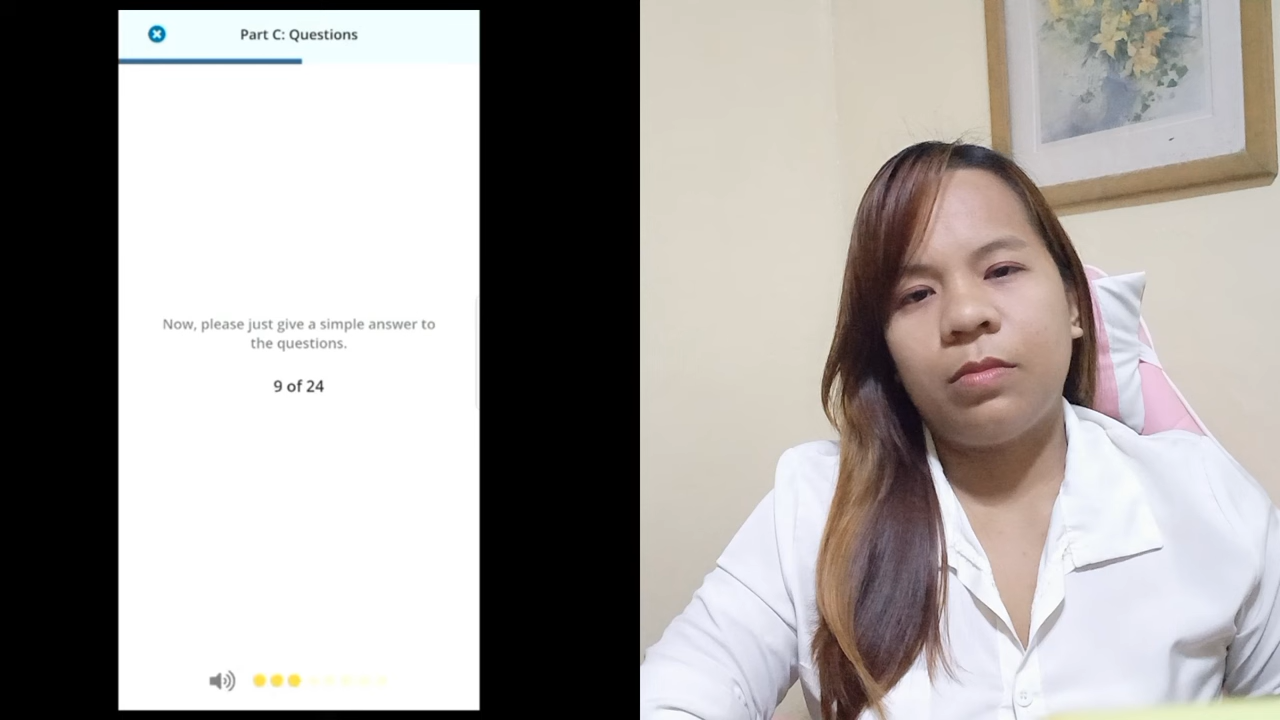 Part C: Questions
Now, please just give a simple answer to
the questions.
9 of 24